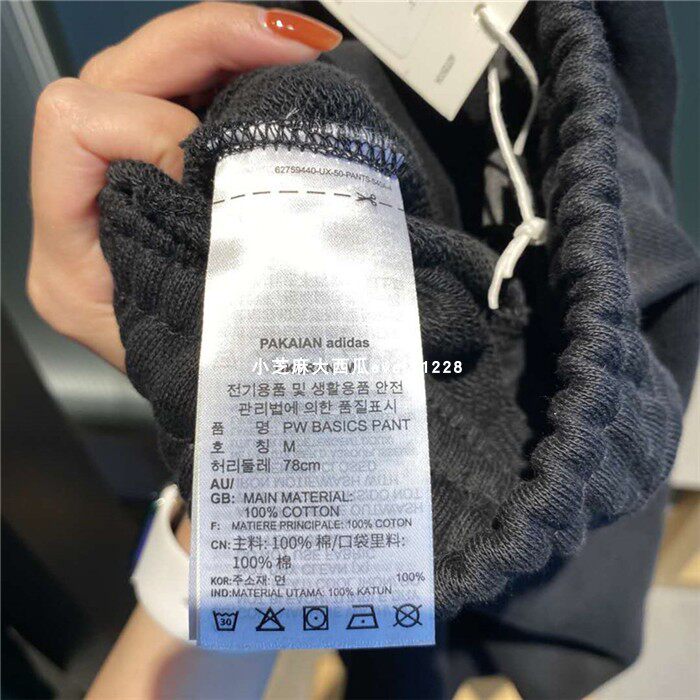 62759440-UX-50-PANTS
PAKAIAN adidas
小芝麻大西瓜
1228
전기용품 및 생활용품 안전
관리법에 의한 품질표시
품 명 PW BASICS PANT
호 칭 M
허리둘레 78cm
AU/
GB: MAIN MATERIAL:
100% COTTON
F: MATIERE PRINCIPALE: 100% COTON
CN: 主料: 100% 棉/口袋里料:
100% 棉
KOR:주소재: 면 100%
IND: MATERIAL UTAMA: 100% KATUN
30